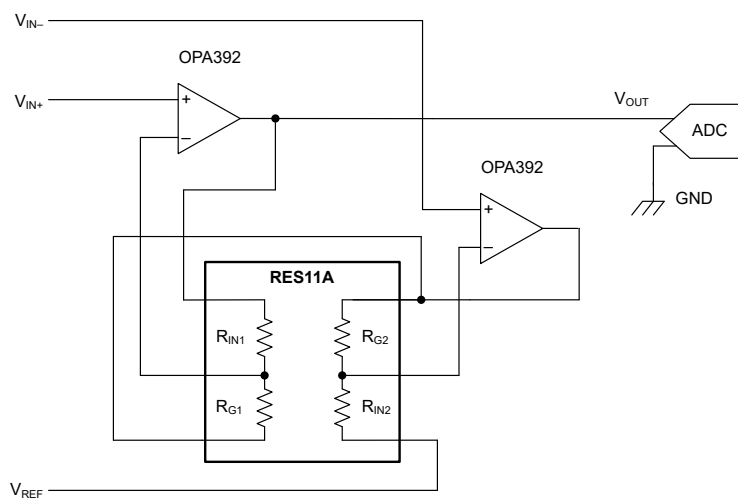 VIN–
OPA392
VIN+
+
–
VOUT
ADC
OPA392
+
–
GND
RES11A
RIN1
RG2
RG1
RIN2
VREF